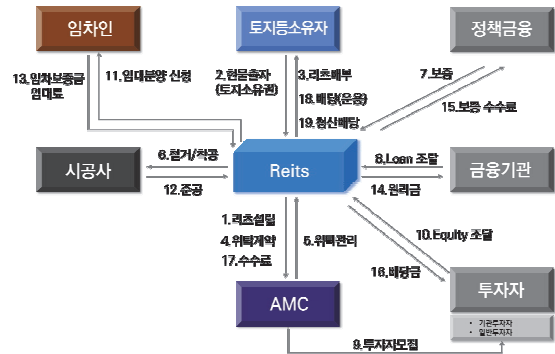 임차인
토지등소유자
정책금융
13.임차보증금
임대료
11.임대분양 신청
2.현물출자
(토지소유권)
3.리츠배부
18.배당(운용)
19.청산배당
7.보증
15.보증 수수료
시공사
6.철거/착공
12.준공
Reits
8.Loan 조달
14.원리금
금융기관
1.리츠설립
4.위탁계약
17.수수료
5.위탁관리
10.Equity 조달
16.배당금
AMC
투자자
• 기관투자자
• 일반투자자
9.투자자모집